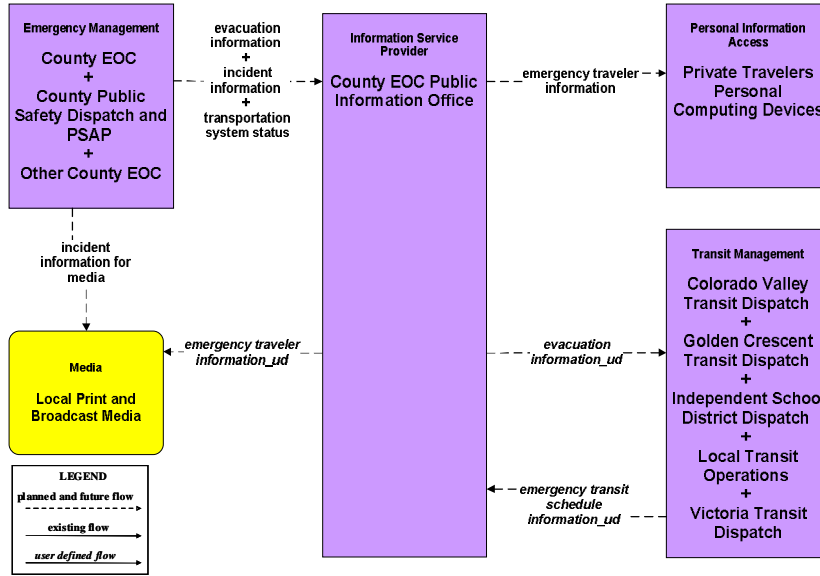 Emergency Management
County EOC
+
County Public
Safety Dispatch and
PSAP
+
Other County EOC
evacuation
information
+
incident
information
+
transportation
system status
Information Service
Provider
County EOC Public
Information Office
emergency traveler
information
Personal Information
Access
Private Travelers
Personal
Computing Devices
incident
information for
media
Media
Local Print and
Broadcast Media
emergency traveler
information_ud
evacuation
information_ud
Transit Management
Colorado Valley
Transit Dispatch
+
Golden Crescent
Transit Dispatch
+
Independent Schoo
District Dispatch
+
Local Transit
Operations
+
Victoria Transit
Dispatch
emergency transit
schedule
information_ud
LEGEND
planned and future flow
existing flow
user defined flow